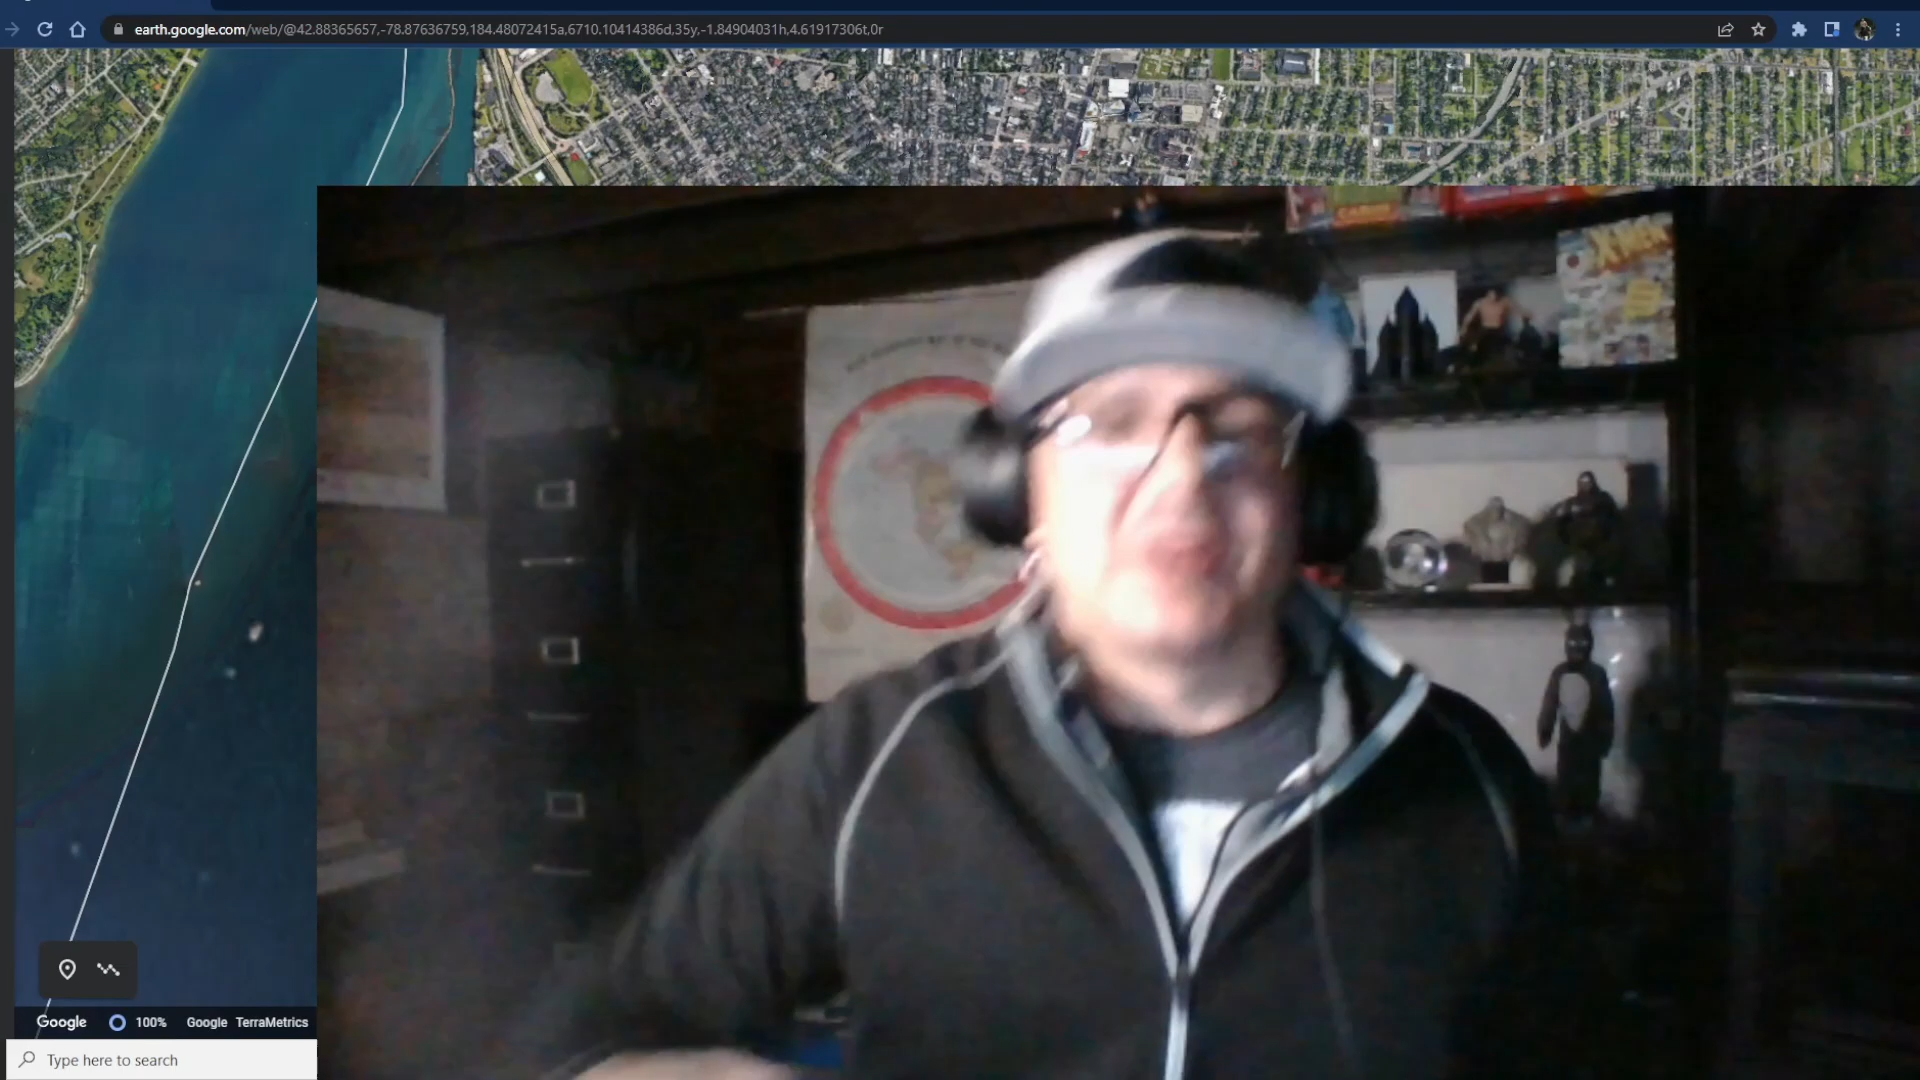 earth.google.com/web/@42.88365657,-78.87636759,184.48072415a,6710.10414386d,35y,-1.84904031h,4.61917306t,0r
Google 100% Google TerraMetrics
Type here to search